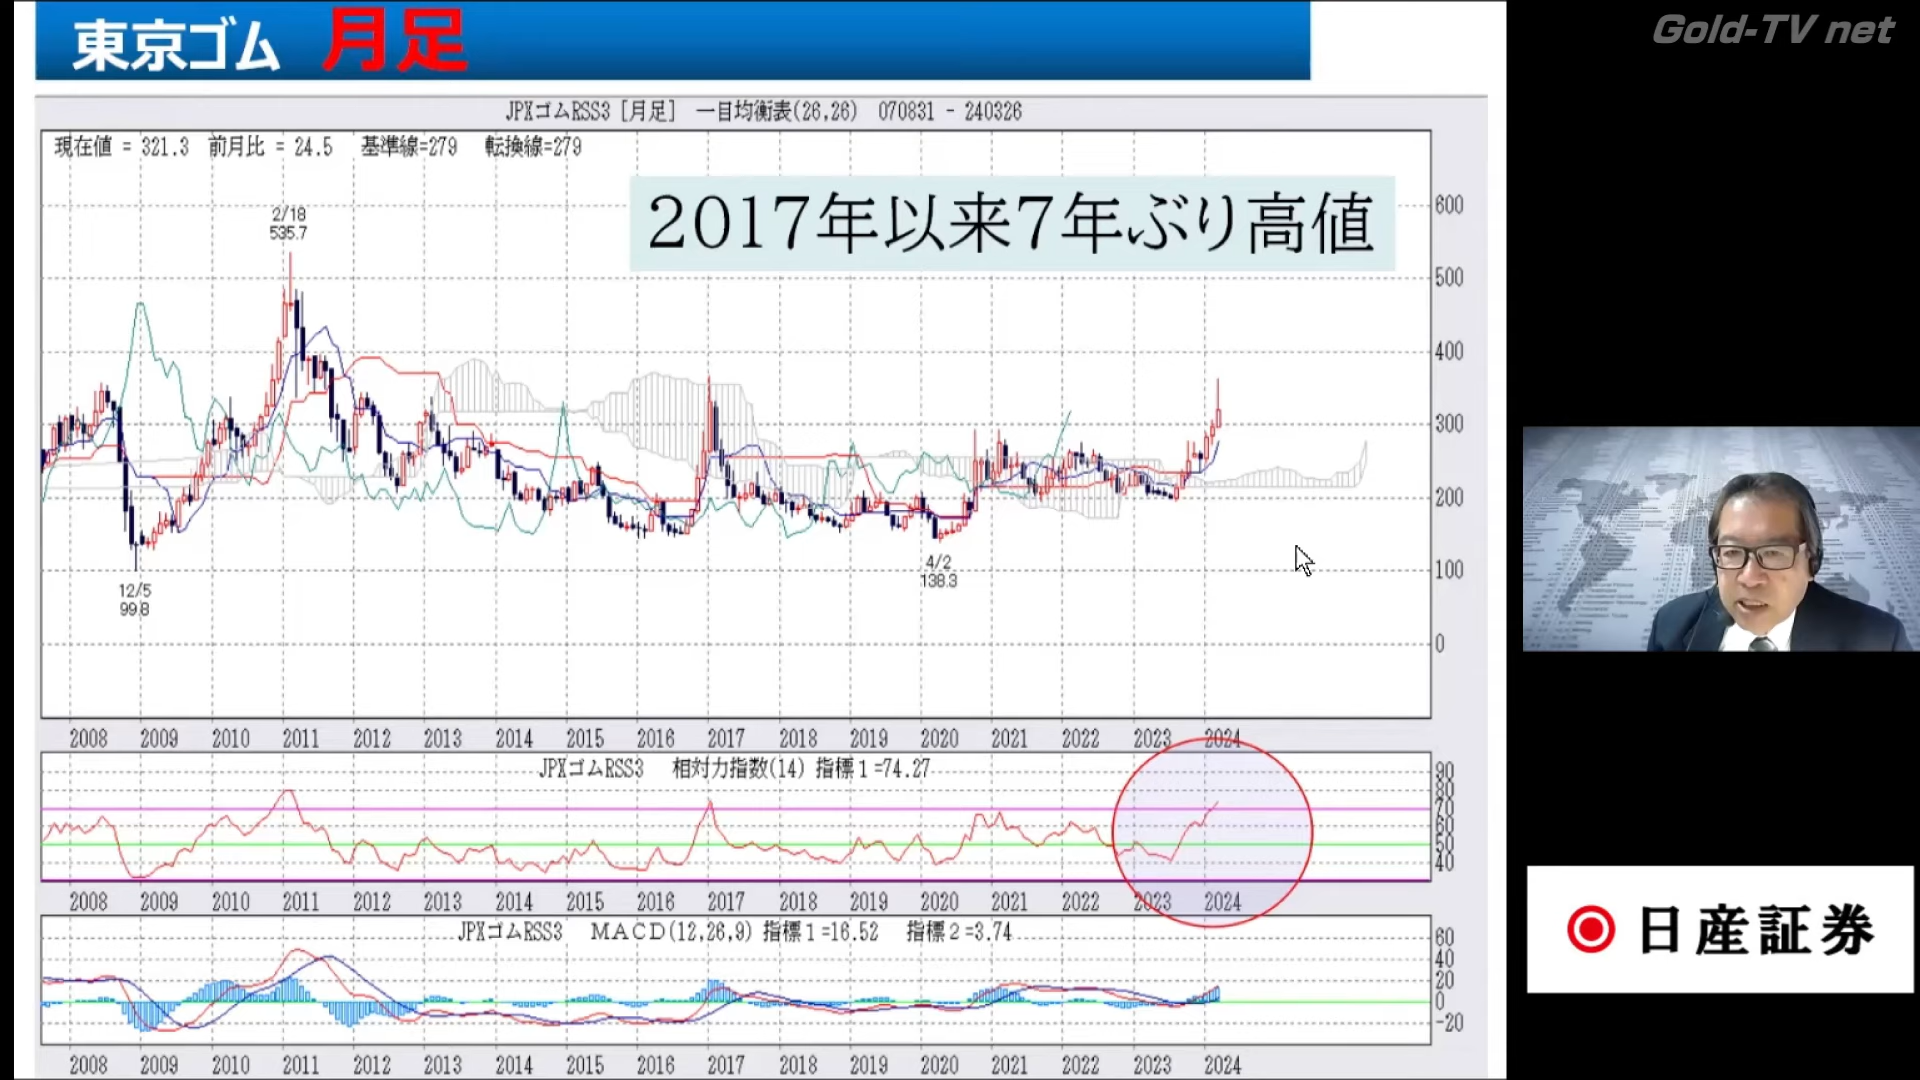 東京ゴム 月足
Gold-TV net
JPXゴムRSS3 [月足] 一目均衡表(26,26) 070831 - 240326
現在値 = 321.3 前月比 = 24.5 基準線=279 転換線=279
2017年以来7年ぶり高値
2/18
535.7
12/5
99.8
4/2
138.3
600
500
400
300
200
100
0
2008 2009 2010 2011 2012 2013 2014 2015 2016 2017 2018 2019 2020 2021 2022 2023 2024
JPXゴムRSS3 相対力指数(14) 指標1=74.27
90
80
70
60
50
40
2008 2009 2010 2011 2012 2013 2014 2015 2016 2017 2018 2019 2020 2021 2022 2023 2024
JPXゴムRSS3 MACD(12,26,9) 指標1=16.52 指標2=3.74
60
40
20
0
-20
2008 2009 2010 2011 2012 2013 2014 2015 2016 2017 2018 2019 2020 2021 2022 2023 2024
日産証券